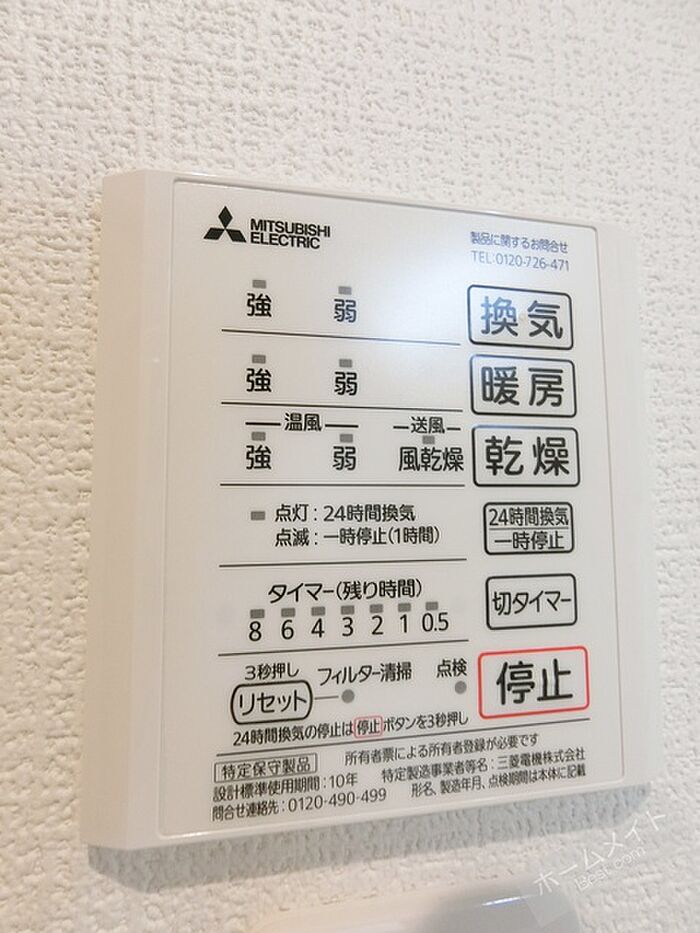 MITSUBISHI
ELECTRIC
製品に関するお問合せ
TEL:0120-726-471
強 弱 換気
強 弱 暖房
温風 送風
強 弱 風乾燥 乾燥
点灯:24時間換気
点滅:一時停止(1時間)
24時間換気
一時停止
タイマー(残り時間)
8 6 4 3 2 1 0.5
切タイマー
3秒押し
リセット フィルター清掃 点検
停止
24時間換気の停止は停止ボタンを3秒押し
特定保守製品 所有者票による所有者登録が必要です
設計標準使用期間:10年 特定製造事業者等名:三菱電機株式会社
問合せ連絡先:0120-490-499 形名、製造年月、点検期間は本体に記載
ホームメイト
Best.com